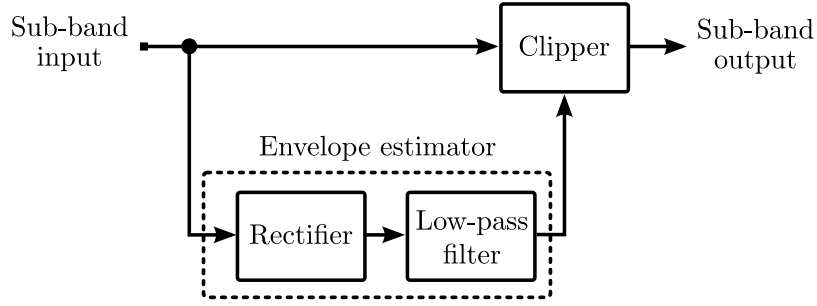 Sub-band
input
Clipper
Sub-band
output
Envelope estimator
Rectifier
Low-pass
filter